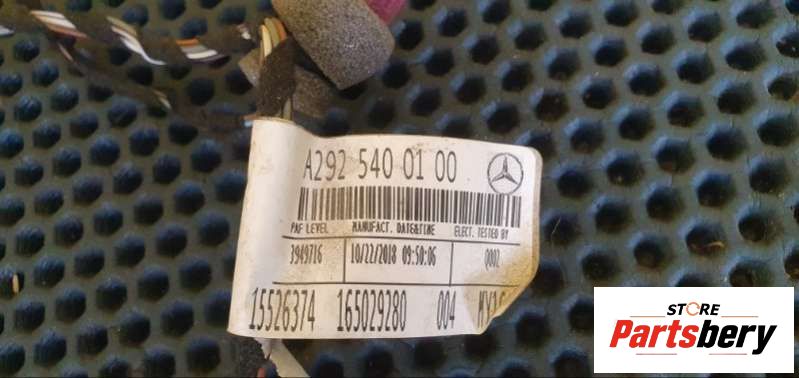 A292 540 01 00
PAF LEVEL MANUFACT. DATE&TIME ELECT. TESTED BY
3949716 10/22/2018 09:50:06 Q002
15526374 165029280 004
STORE
Partsbery